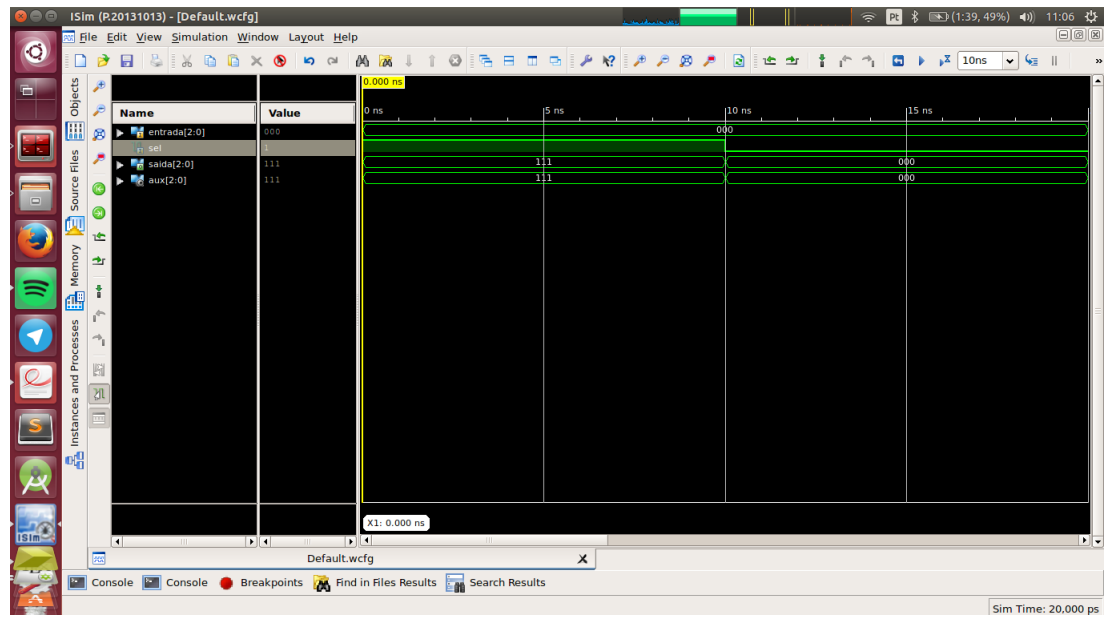 ISim (P.20131013) - [Default.wcfg]
Pt (1:39, 49%) 11:06
File Edit View Simulation Window Layout Help
10ns »
Objects
Source Files
Memory
Instances and Processes
0.000 ns
Name Value 0 ns 5 ns 10 ns 15 ns
entrada[2:0] 000 000
sel 1
saida[2:0] 111 111 000
aux[2:0] 111 111 000
X1: 0.000 ns
Default.wcfg X
Console Console Breakpoints Find in Files Results Search Results
Sim Time: 20,000 ps
ISim